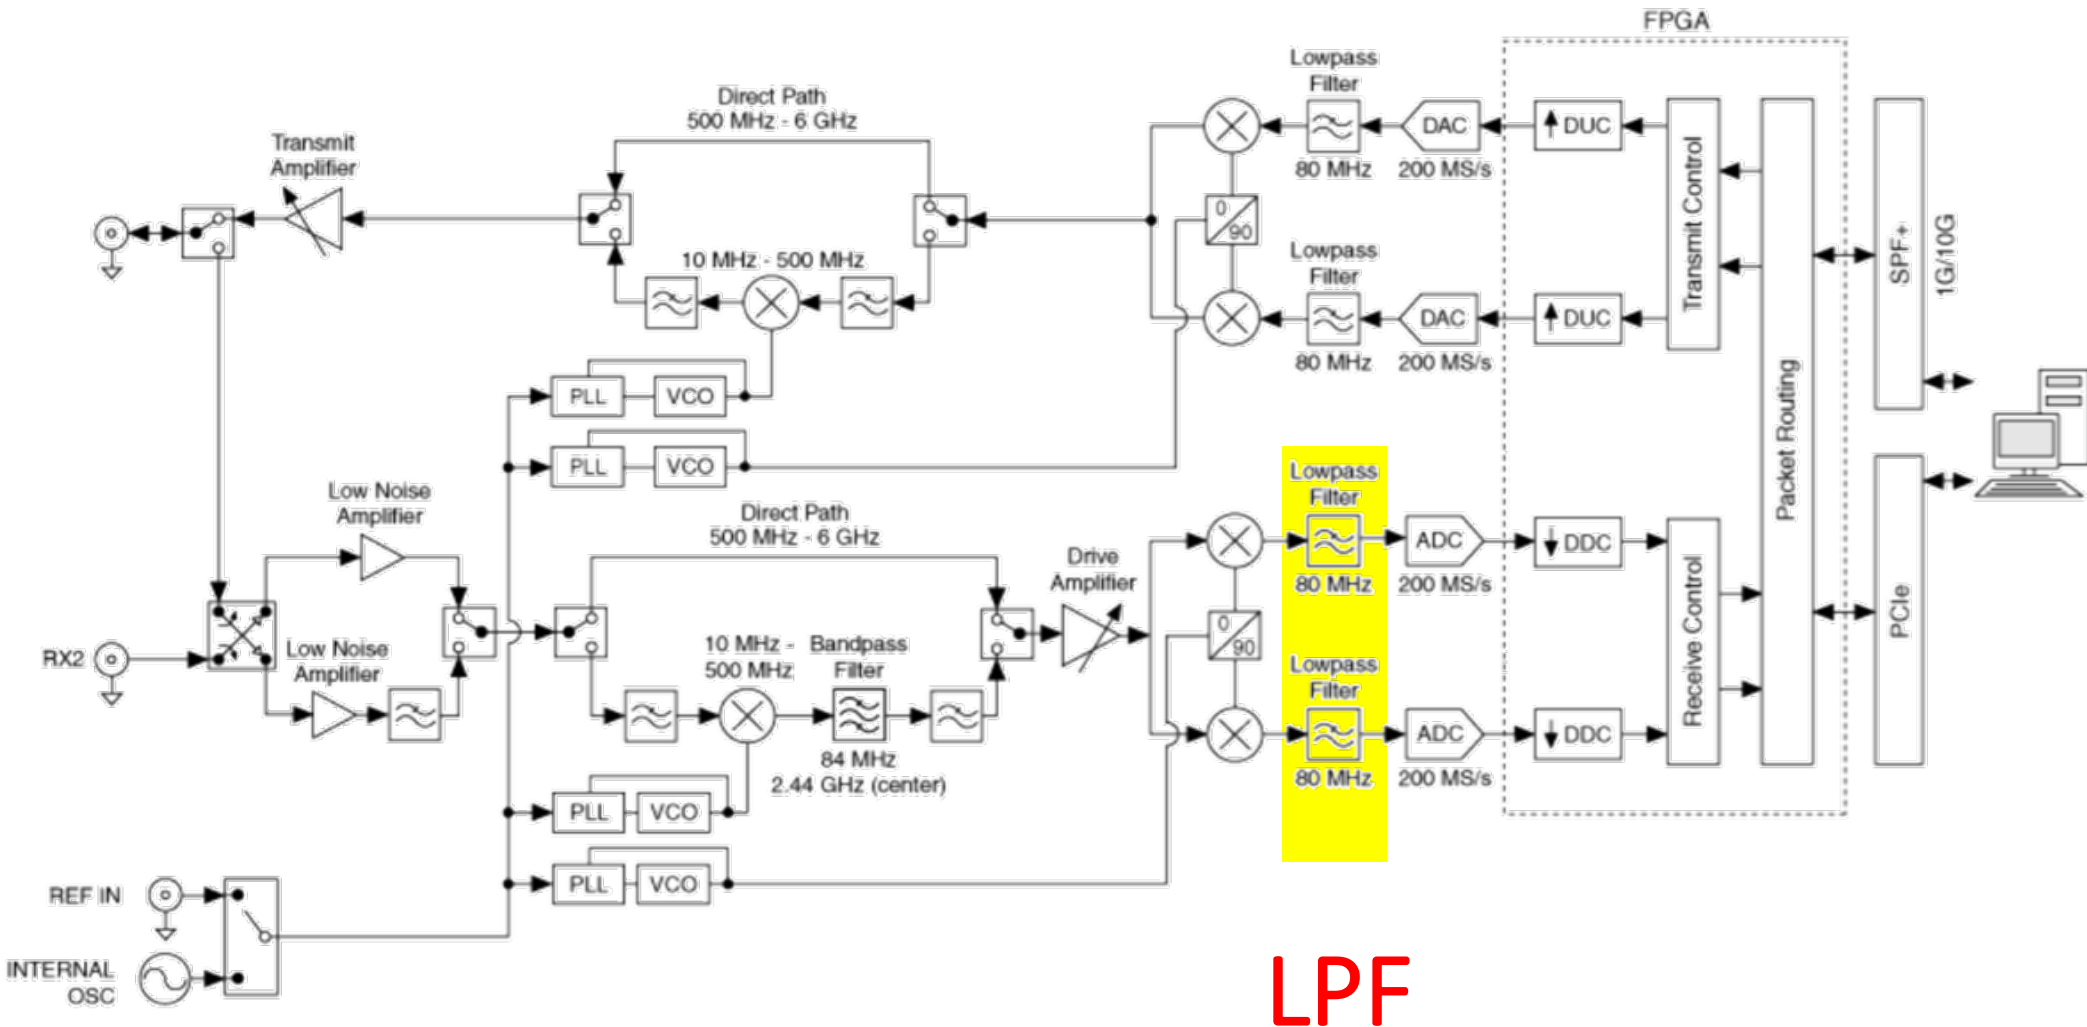 FPGA
Lowpass
Filter
80 MHz
DAC
200 MS/s
DUC
Direct Path
500 MHz - 6 GHz
Transmit
Amplifier
10 MHz - 500 MHz
0
90
Lowpass
Filter
80 MHz
DAC
200 MS/s
DUC
Transmit Control
Packet Routing
SPF+
1G/10G
PLL
VCO
PLL
VCO
Low Noise
Amplifier
Direct Path
500 MHz - 6 GHz
Drive
Amplifier
Lowpass
Filter
80 MHz
ADC
200 MS/s
DDC
RX2
Low Noise
Amplifier
10 MHz -
500 MHz
Bandpass
Filter
84 MHz
2.44 GHz (center)
0
90
Lowpass
Filter
80 MHz
ADC
200 MS/s
DDC
Receive Control
PCIe
PLL
VCO
PLL
VCO
REF IN
INTERNAL
OSC
LPF